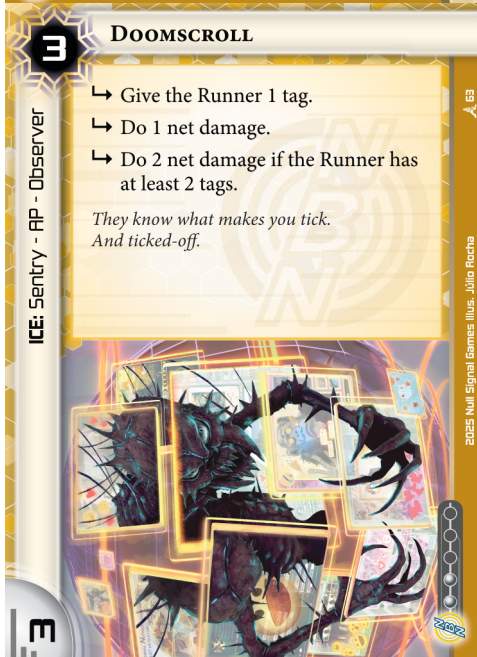 3
Doomscroll
↳ Give the Runner 1 tag.
↳ Do 1 net damage.
↳ Do 2 net damage if the Runner has
at least 2 tags.
They know what makes you tick.
And ticked-off.
ICE: Sentry - AP - Observer
63
2025 Null Signal Games Illus. Júlio Rocha
3
NBN
NBN